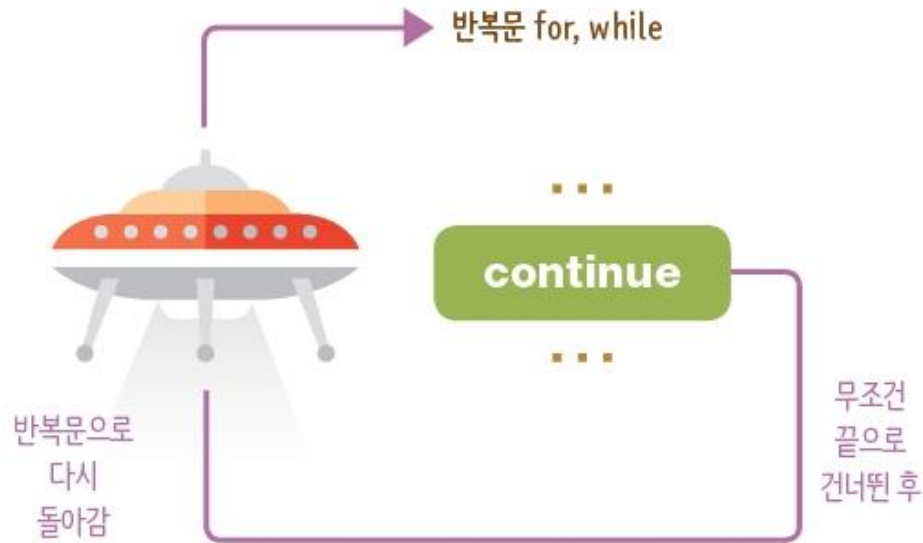 반복문 for, while
...
continue
...
무조건
끝으로
건너뛴 후
반복문으로
다시
돌아감